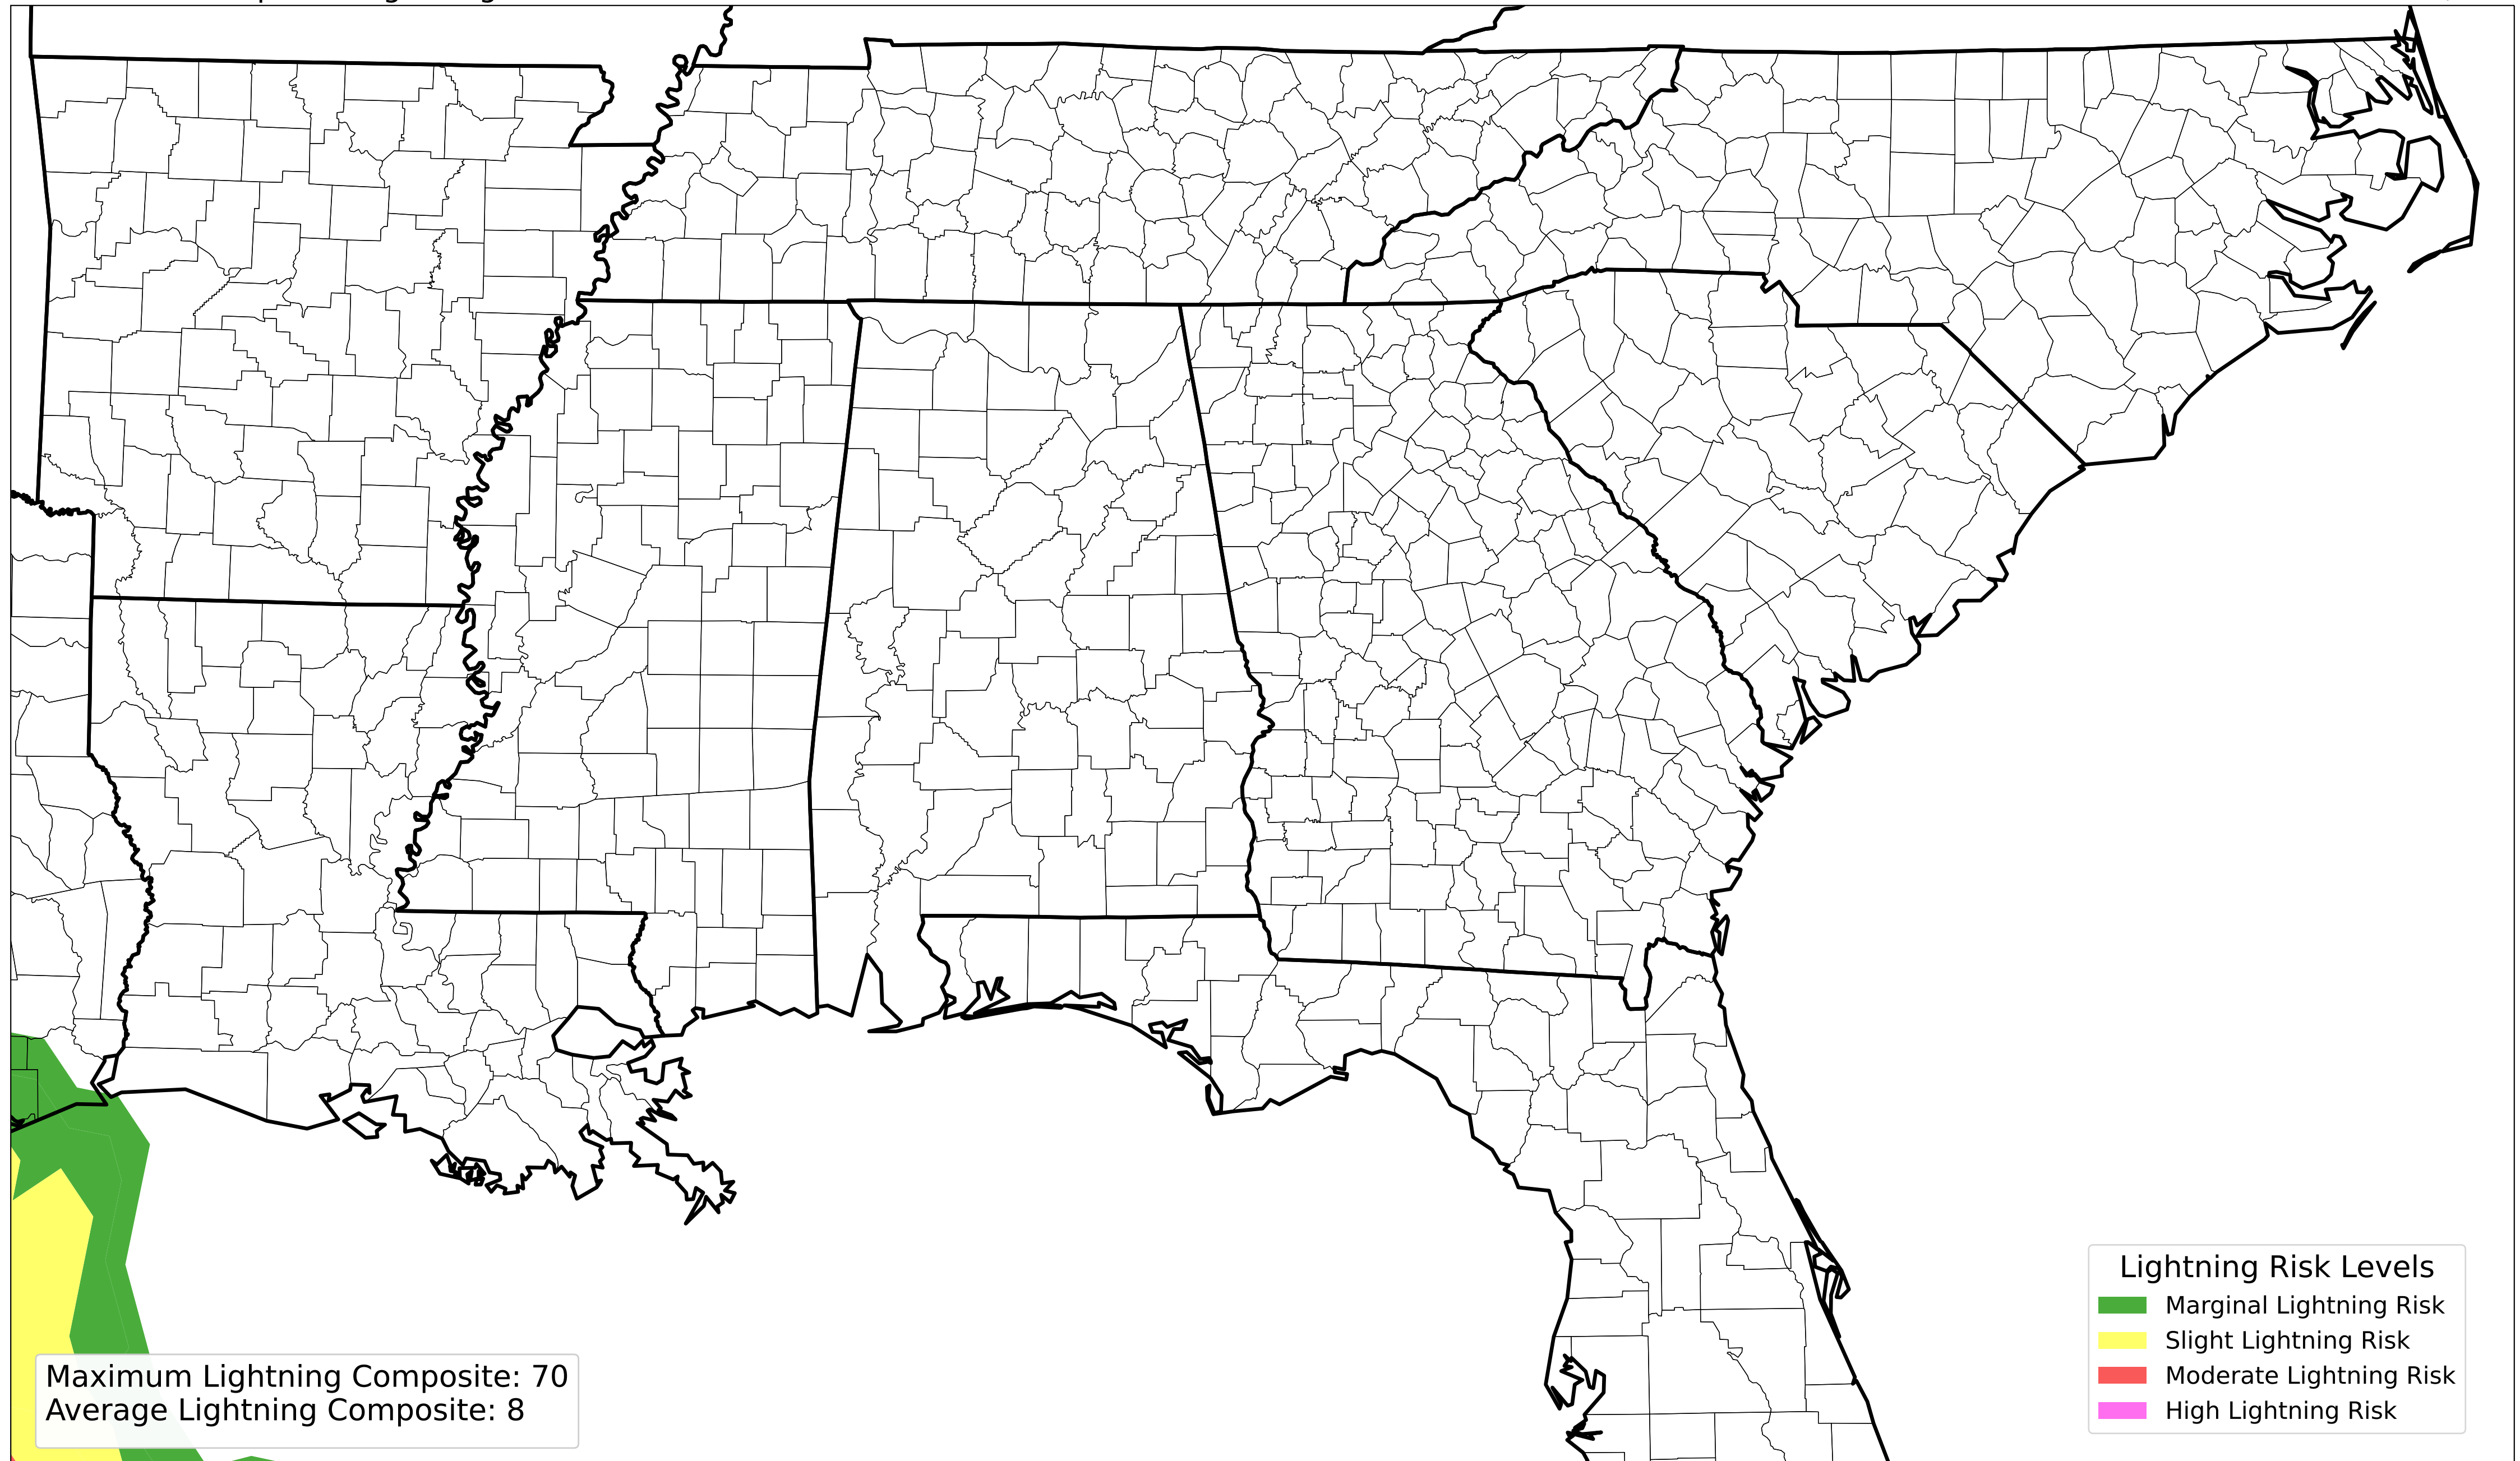 Lightning Risk Levels
Marginal Lightning Risk
Slight Lightning Risk
Moderate Lightning Risk
High Lightning Risk
Maximum Lightning Composite: 70
Average Lightning Composite: 8